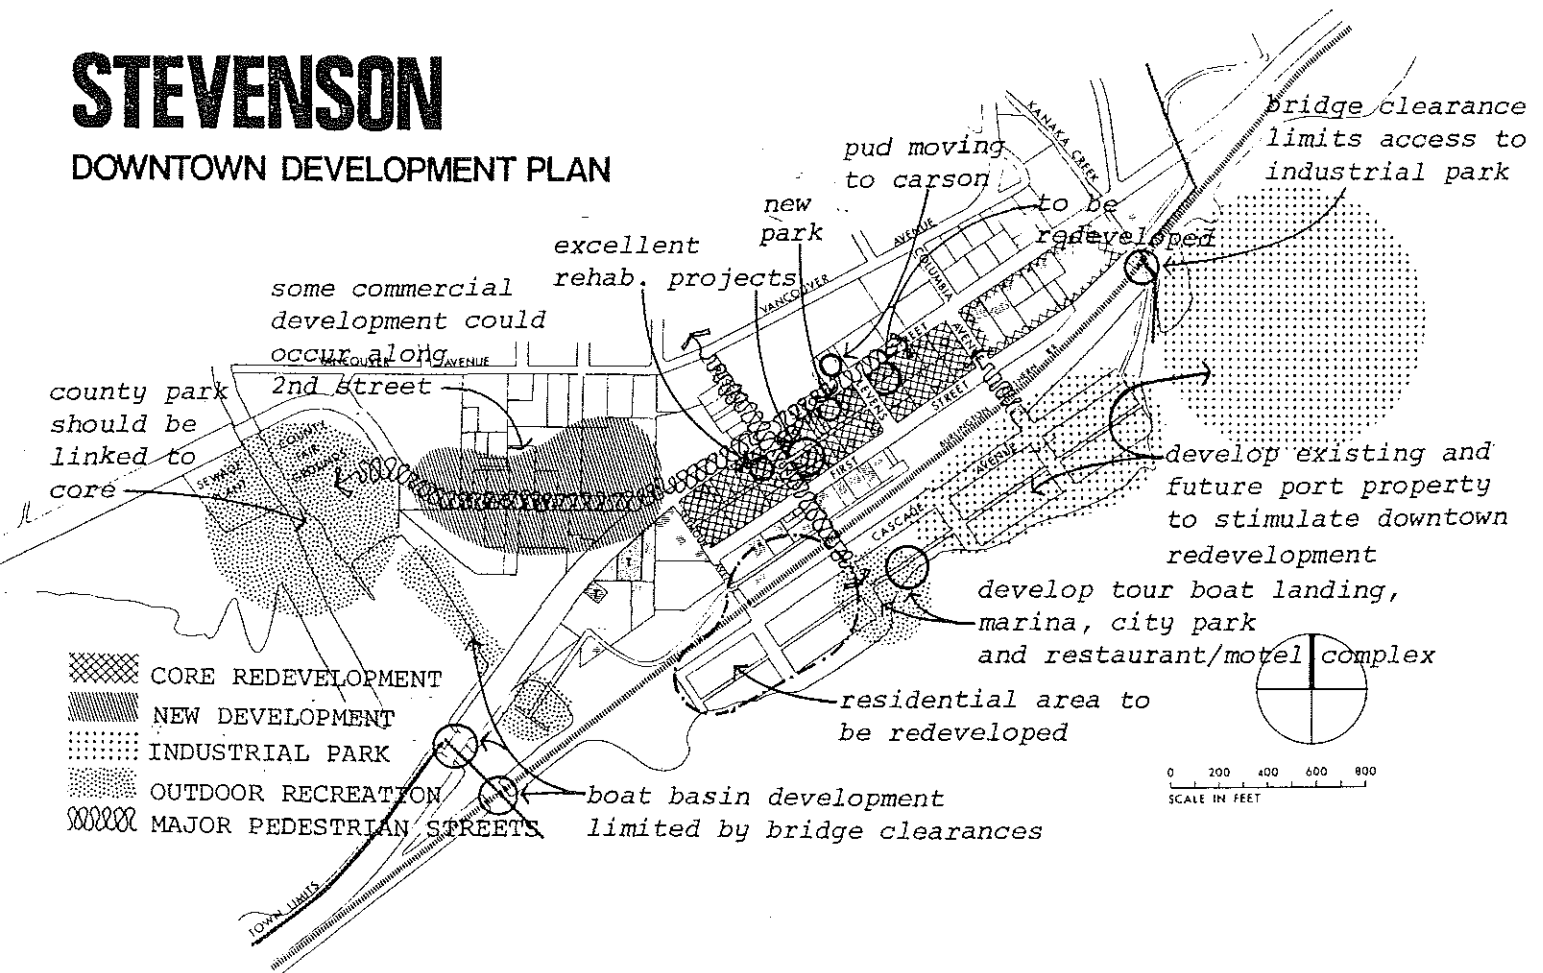 STEVENSON
DOWNTOWN DEVELOPMENT PLAN
bridge clearance
limits access to
industrial park
KANAKA CREEK
pud moving
to carson
to be
redeveloped
new
park
excellent
rehab. projects
some commercial
development could
occur along
2nd street
VANCOUVER AVENUE
VANCOUVER
AVENUE
COLUMBIA
AVENUE
STREET
STREET
FIRST
CASCADE
AVENUE
county park
should be
linked to
core
SEWAGE
PLANT
COUNTY
FAIR
GROUNDS
develop existing and
future port property
to stimulate downtown
redevelopment
develop tour boat landing,
marina, city park
and restaurant/motel complex
residential area to
be redeveloped
boat basin development
limited by bridge clearances
CORE REDEVELOPMENT
NEW DEVELOPMENT
INDUSTRIAL PARK
OUTDOOR RECREATION
MAJOR PEDESTRIAN STREETS
TOWN LIMITS
0 200 400 600 800
SCALE IN FEET